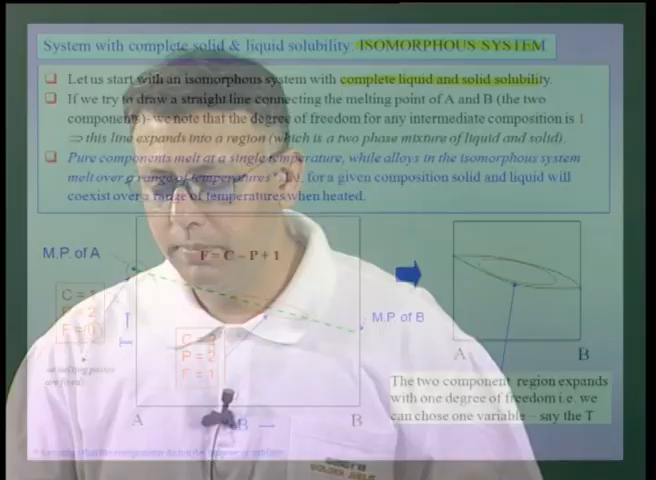 System with complete solid & liquid solubility: ISOMORPHOUS SYSTEM
Let us start with an isomorphous system with complete liquid and solid solubility.
If we try to draw a straight line connecting the melting point of A and B (the two
components)- we note that the degree of freedom for any intermediate composition is 1
⇒ this line expands into a region (which is a two phase mixture of liquid and solid).
Pure components melt at a single temperature, while alloys in the isomorphous system
melt over a range of temperatures*. I.e. for a given composition solid and liquid will
coexist over a range of temperatures when heated.
M.P. of A
F = C – P + 1
C = 1
P = 2
F = 0
T
M.P. of B
C = 2
P = 2
F = 1
A
B
The two component region expands
with one degree of freedom i.e. we
can chose one variable – say the T
A
B
B